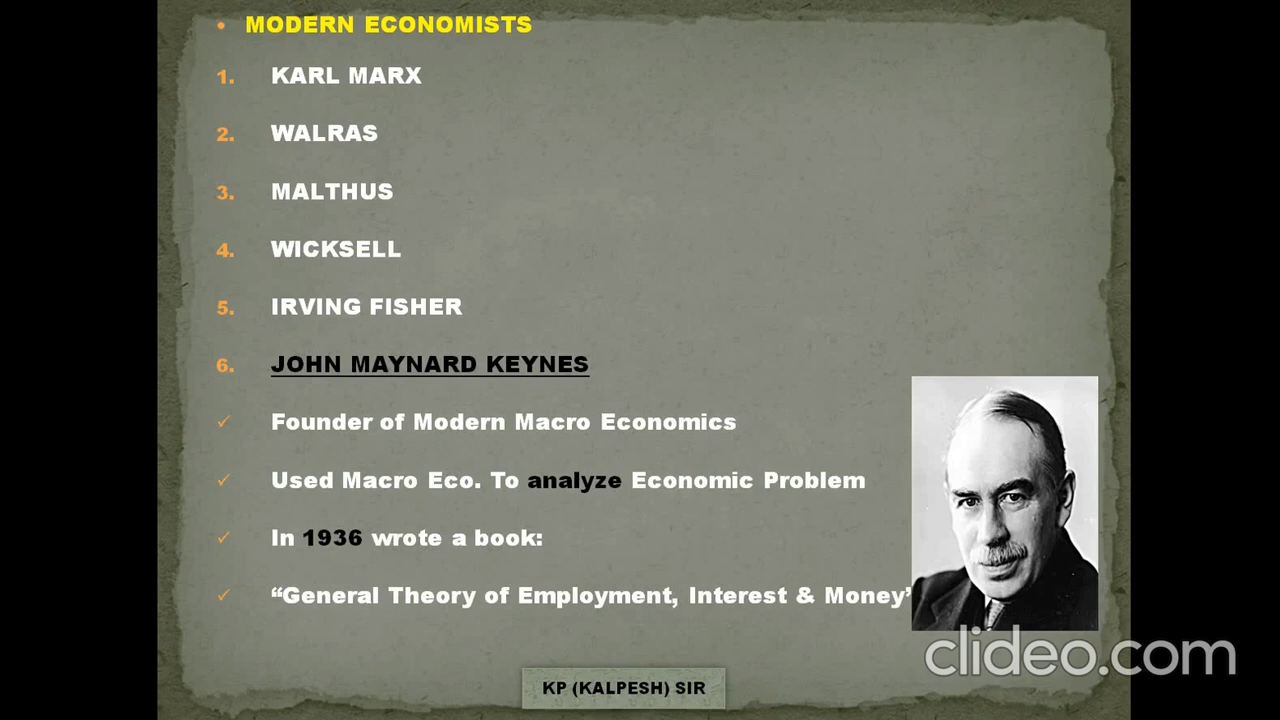 • MODERN ECONOMISTS
1. KARL MARX
2. WALRAS
3. MALTHUS
4. WICKSELL
5. IRVING FISHER
6. JOHN MAYNARD KEYNES
✓ Founder of Modern Macro Economics
✓ Used Macro Eco. To analyze Economic Problem
✓ In 1936 wrote a book:
✓ “General Theory of Employment, Interest & Money”
KP (KALPESH) SIR
clideo.com